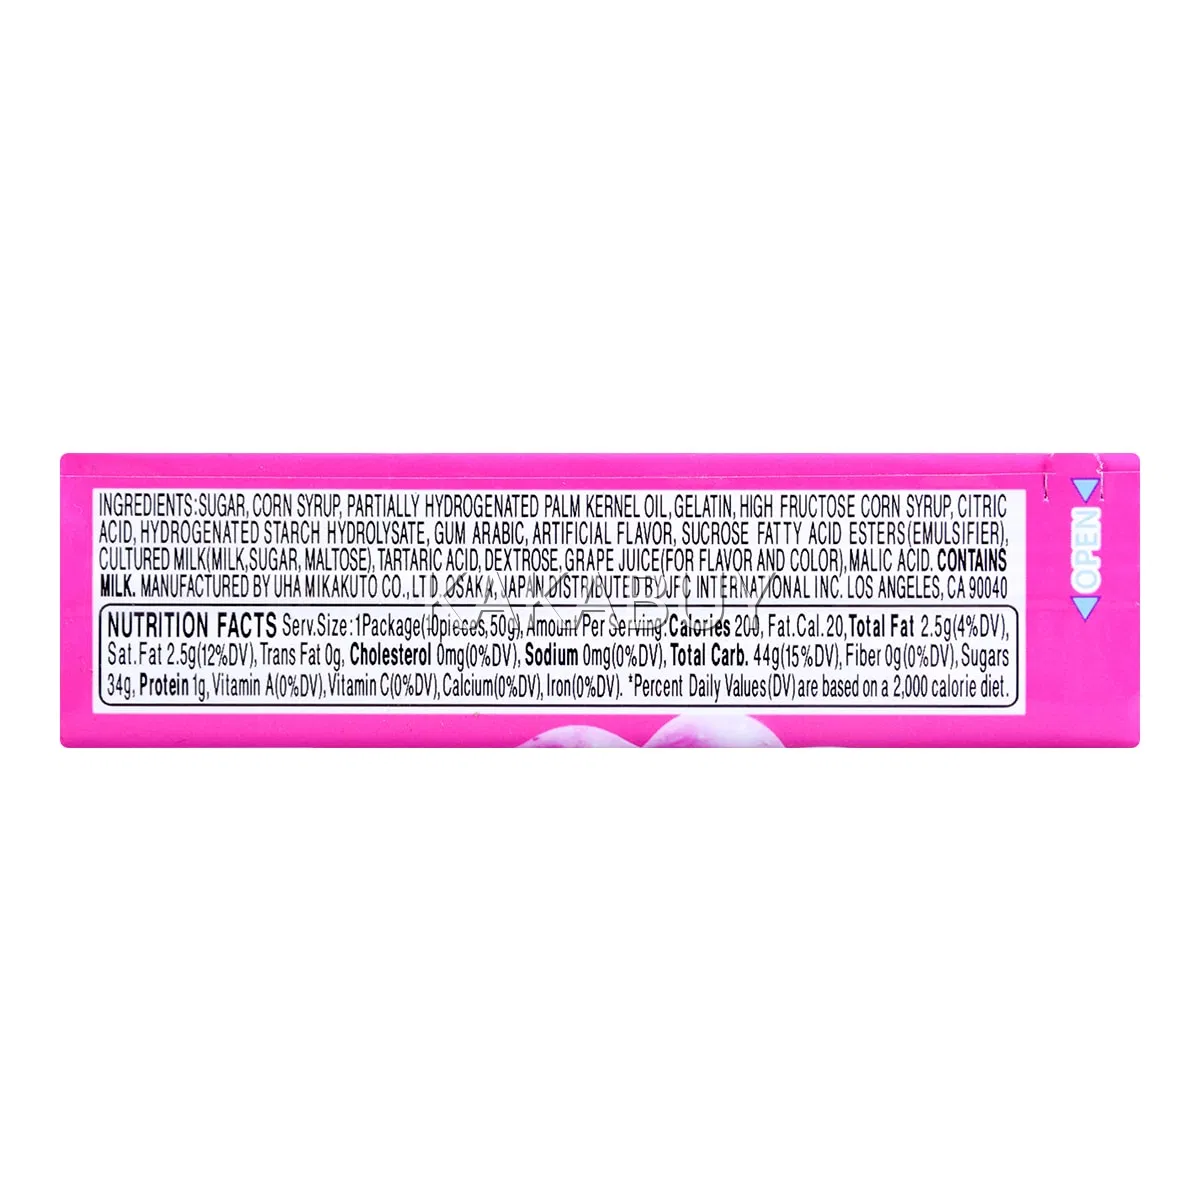 INGREDIENTS:SUGAR, CORN SYRUP, PARTIALLY HYDROGENATED PALM KERNEL OIL, GELATIN, HIGH FRUCTOSE CORN SYRUP, CITRIC
ACID, HYDROGENATED STARCH HYDROLYSATE, GUM ARABIC, ARTIFICIAL FLAVOR, SUCROSE FATTY ACID ESTERS(EMULSIFIER),
CULTURED MILK(MILK,SUGAR, MALTOSE), TARTARIC ACID, DEXTROSE, GRAPE JUICE(FOR FLAVOR AND COLOR), MALIC ACID. CONTAINS
MILK. MANUFACTURED BY UHA MIKAKUTO CO., LTD. OSAKA, JAPAN DISTRIBUTED BY JFC INTERNATIONAL INC. LOS ANGELES, CA 90040
NUTRITION FACTS Serv.Size:1Package(10pieces,50g), Amount Per Serving:Calories 200, Fat.Cal.20, Total Fat 2.5g(4%DV),
Sat.Fat 2.5g(12%DV), Trans Fat 0g, Cholesterol 0mg(0%DV), Sodium 0mg(0%DV), Total Carb. 44g(15%DV), Fiber 0g(0%DV), Sugars
34g, Protein 1g, Vitamin A(0%DV), Vitamin C(0%DV), Calcium(0%DV), Iron(0%DV). *Percent Daily Values(DV) are based on a 2,000 calorie diet.
OPEN
KAKABUY